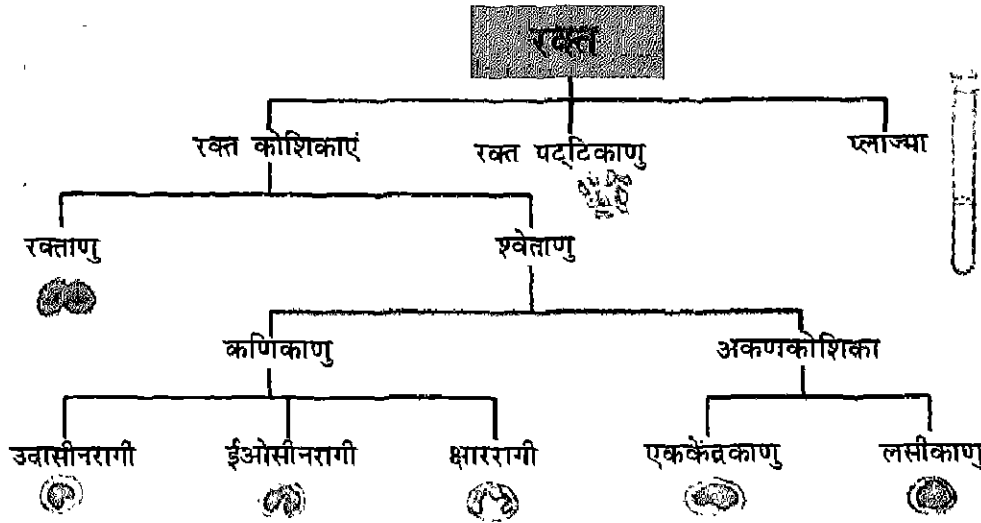 रक्त
रक्त कोशिकाएं रक्त पट्टिकाणु प्लाज्मा
रक्ताणु श्वेताणु
कणिकाणु अकणकोशिका
उदासीनरागी ईओसीनरागी क्षाररागी एककेंद्रकाणु लसीकाणु